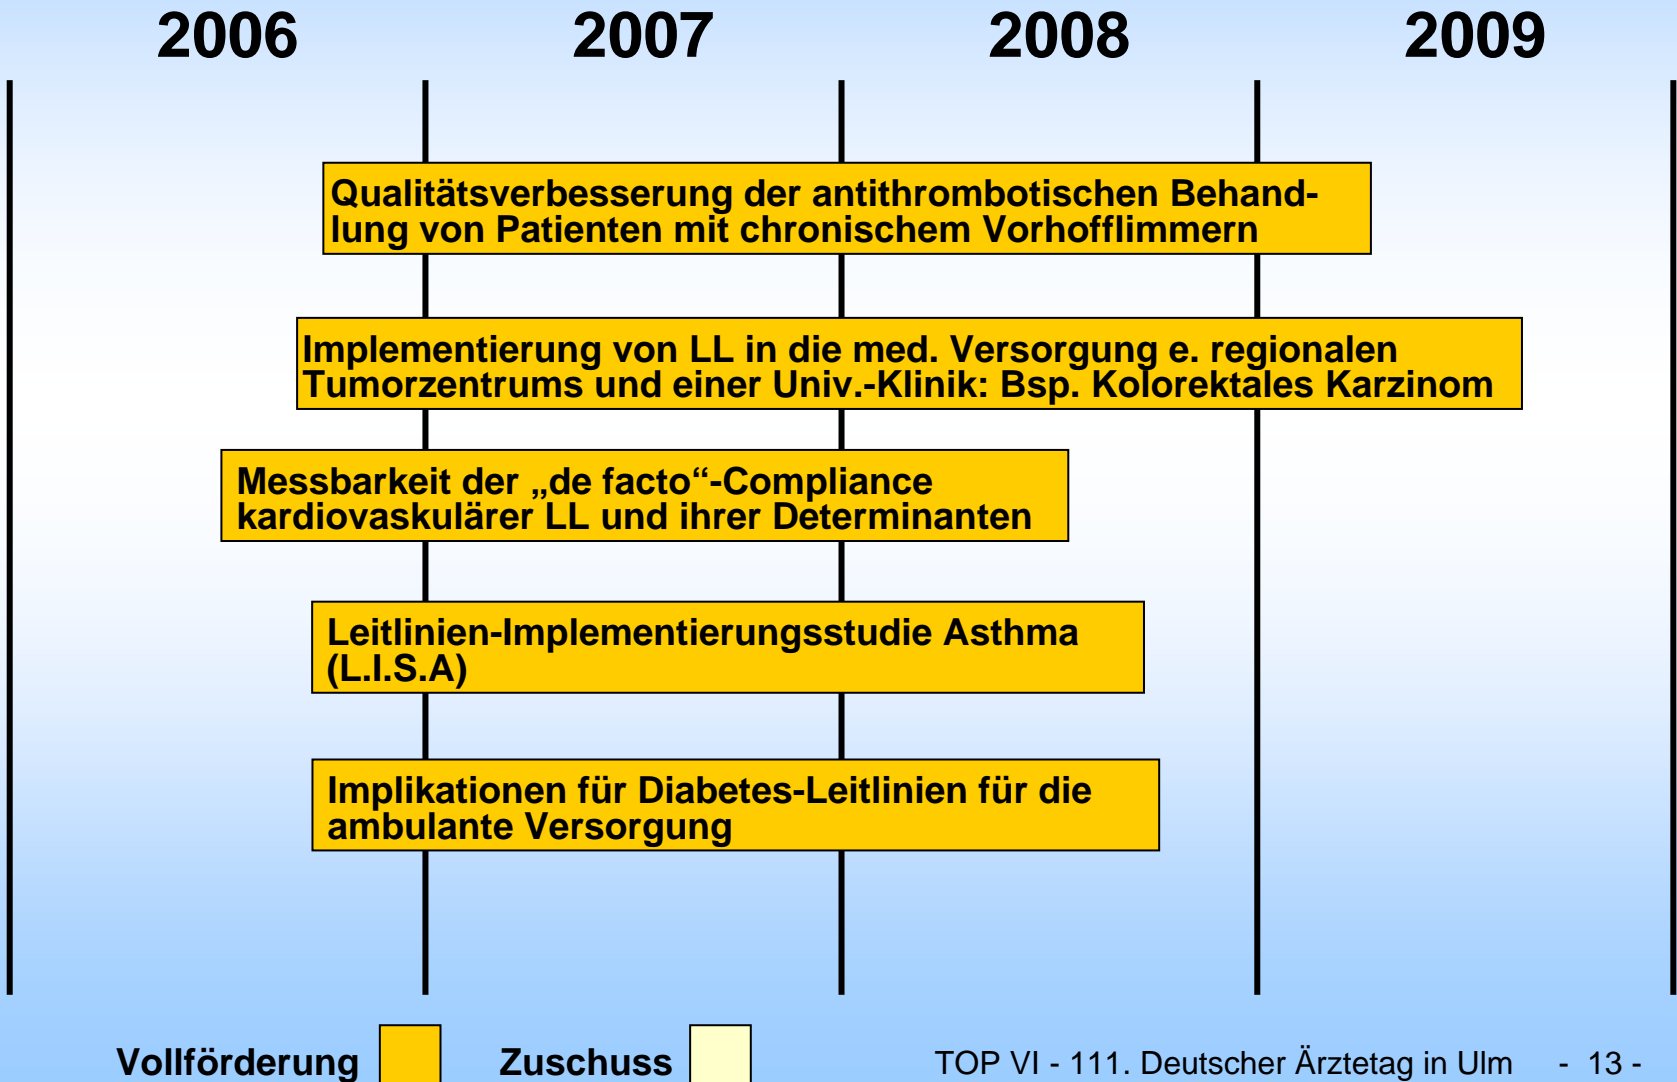 2006 2007 2008 2009
Qualitätsverbesserung der antithrombotischen Behand-
lung von Patienten mit chronischem Vorhofflimmern
Implementierung von LL in die med. Versorgung e. regionalen
Tumorzentrums und einer Univ.-Klinik: Bsp. Kolorektales Karzinom
Messbarkeit der „de facto“-Compliance
kardiovaskulärer LL und ihrer Determinanten
Leitlinien-Implementierungsstudie Asthma
(L.I.S.A)
Implikationen für Diabetes-Leitlinien für die
ambulante Versorgung
Vollförderung Zuschuss TOP VI - 111. Deutscher Ärztetag in Ulm - 13 -